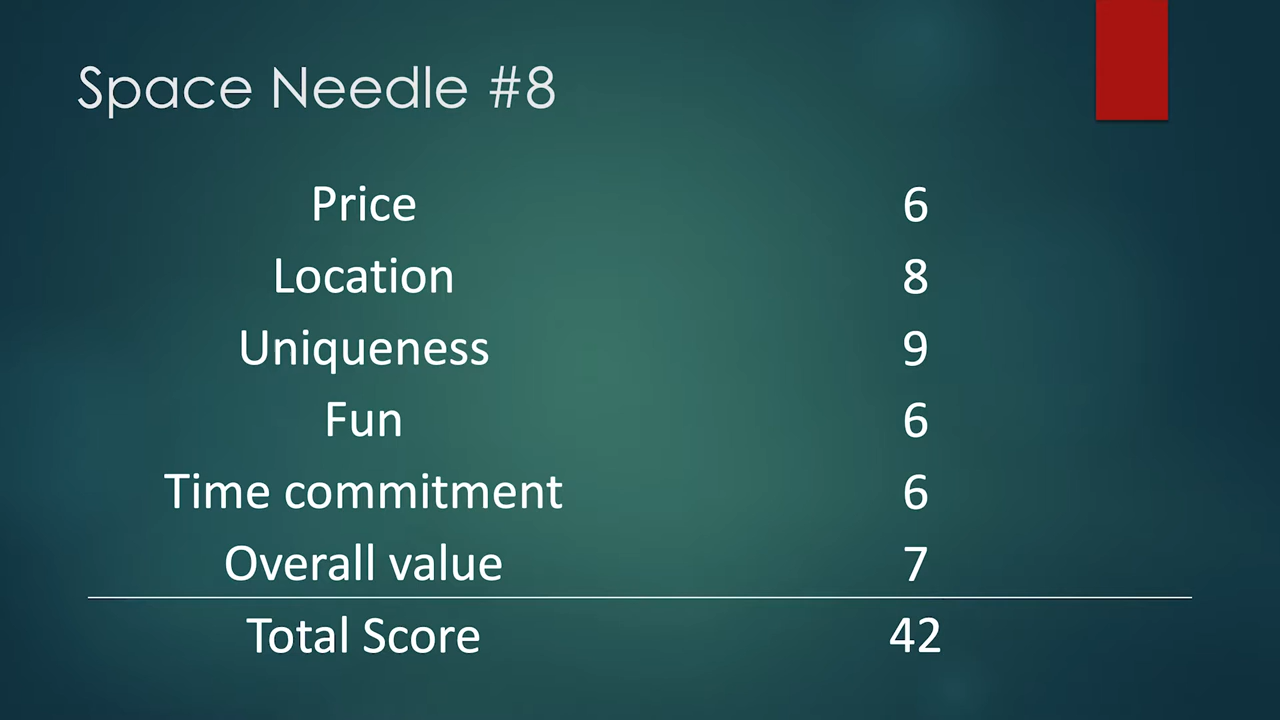 Space Needle #8
Price 6
Location 8
Uniqueness 9
Fun 6
Time commitment 6
Overall value 7
Total Score 42